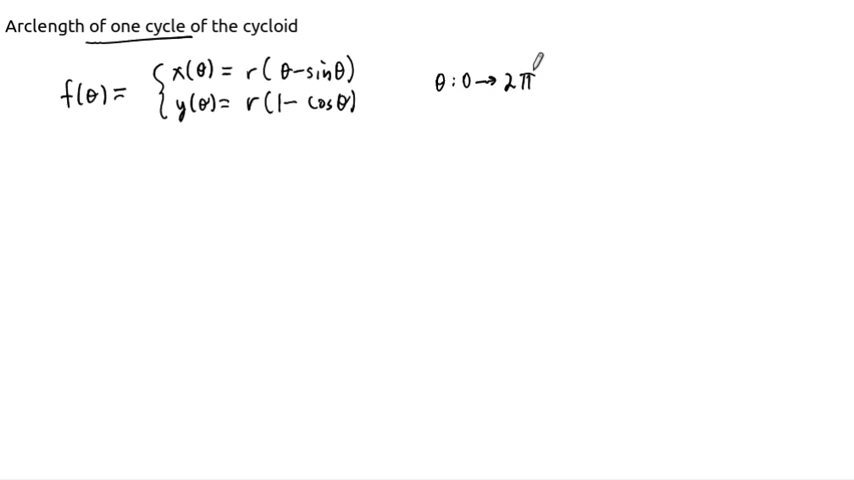 Arclength of one cycle of the cycloid
f(θ) = { x(θ) = r(θ-sinθ)
y(θ) = r(1- cosθ)
θ : 0 → 2π